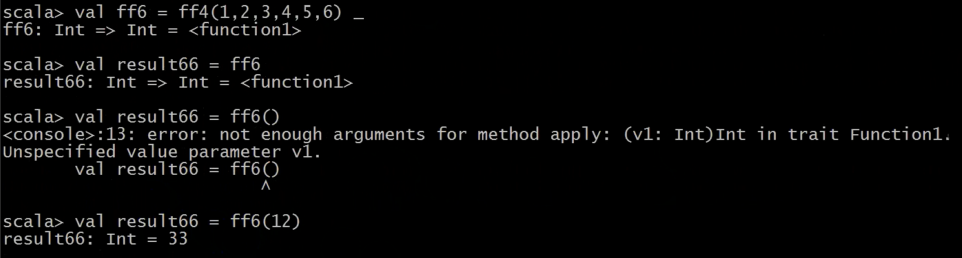 scala> val ff6 = ff4(1,2,3,4,5,6) _
ff6: Int => Int = <function1>
scala> val result66 = ff6
result66: Int => Int = <function1>
scala> val result66 = ff6()
<console>:13: error: not enough arguments for method apply: (v1: Int)Int in trait Function1.
Unspecified value parameter v1.
       val result66 = ff6()
                         ^
scala> val result66 = ff6(12)
result66: Int = 33